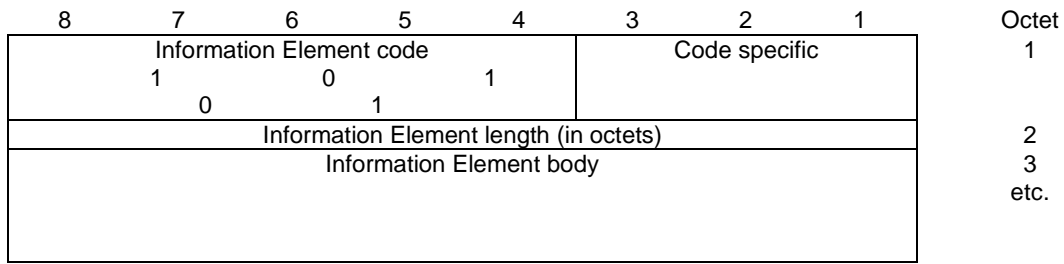 8 7 6 5 4 3 2 1 Octet
Information Element code Code specific 1
1 0 1
0 1
Information Element length (in octets) 2
Information Element body 3
etc.